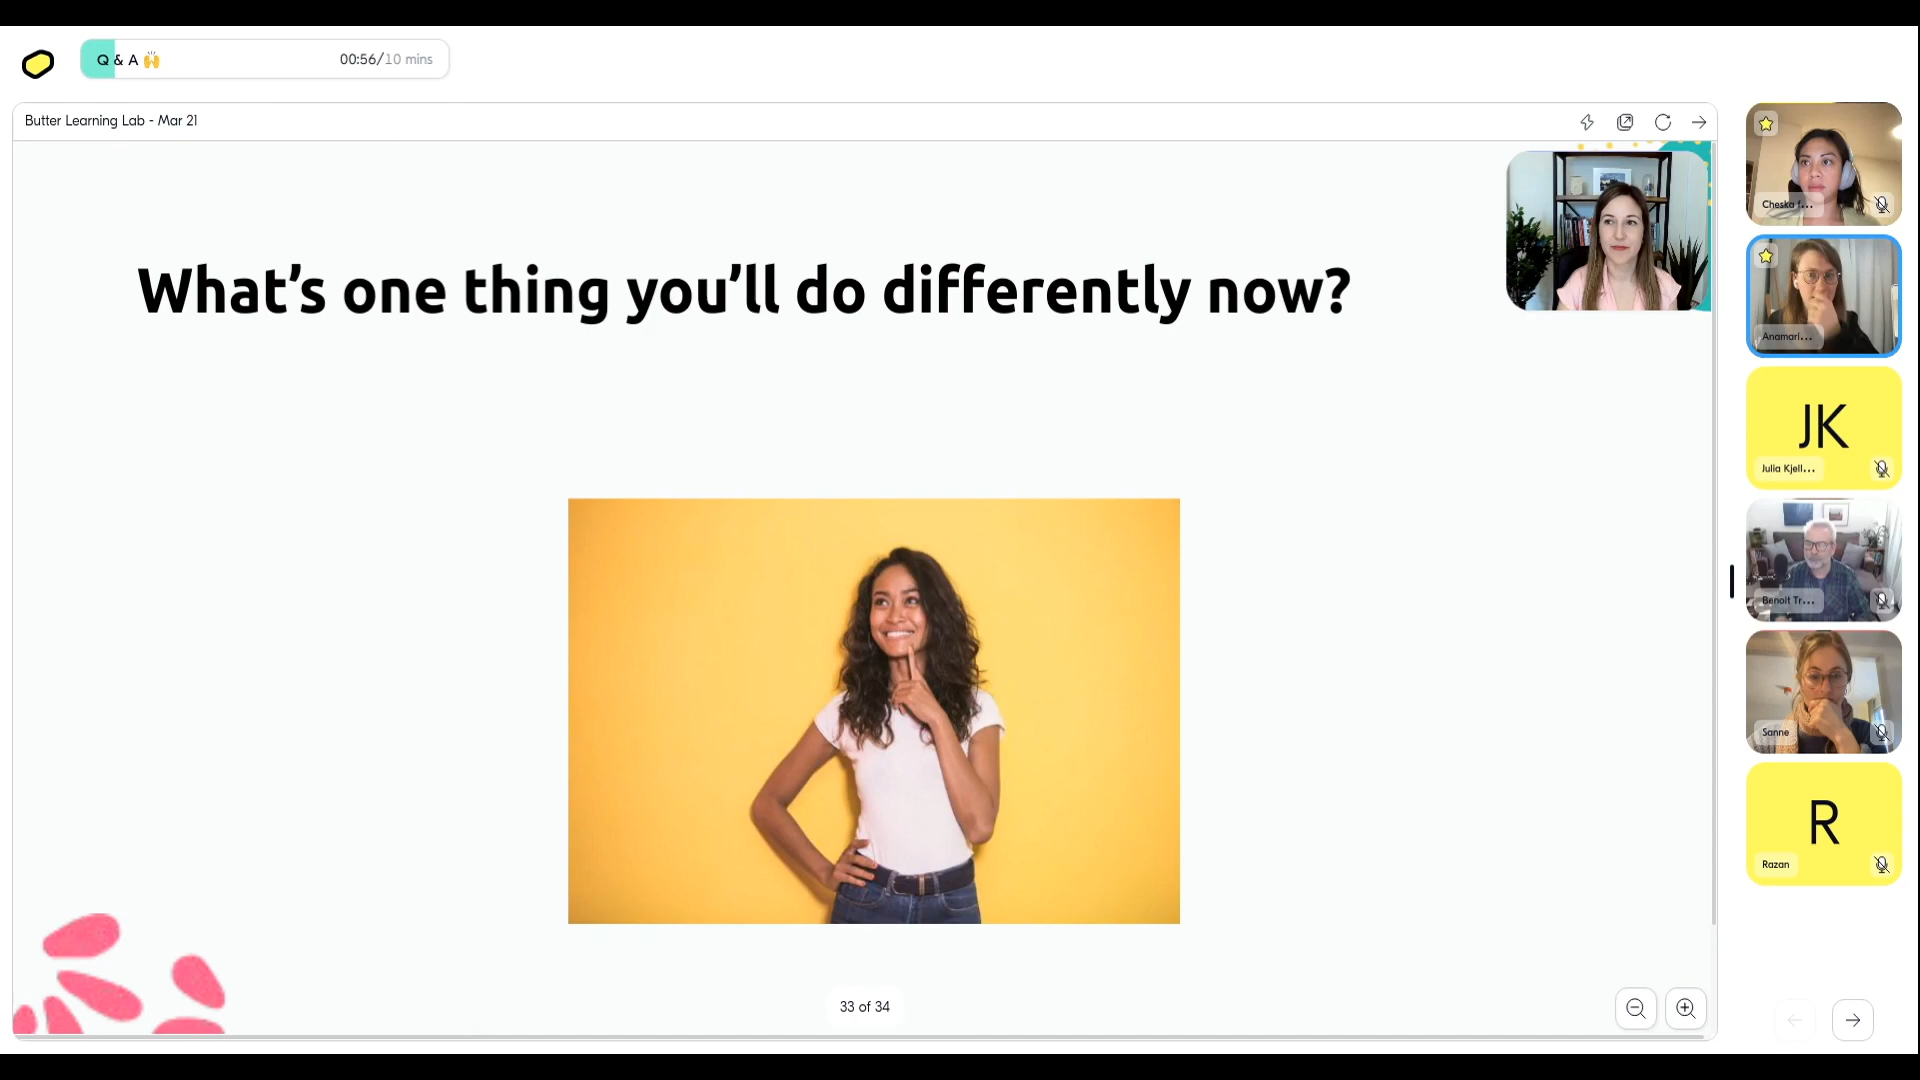 Q & A 🙌
00:56/10 mins
Butter Learning Lab - Mar 21
What's one thing you'll do differently now?
Cheska f...
Anamari...
JK
Julia Kjell...
Benoit Tr...
Sanne
R
Razan
33 of 34